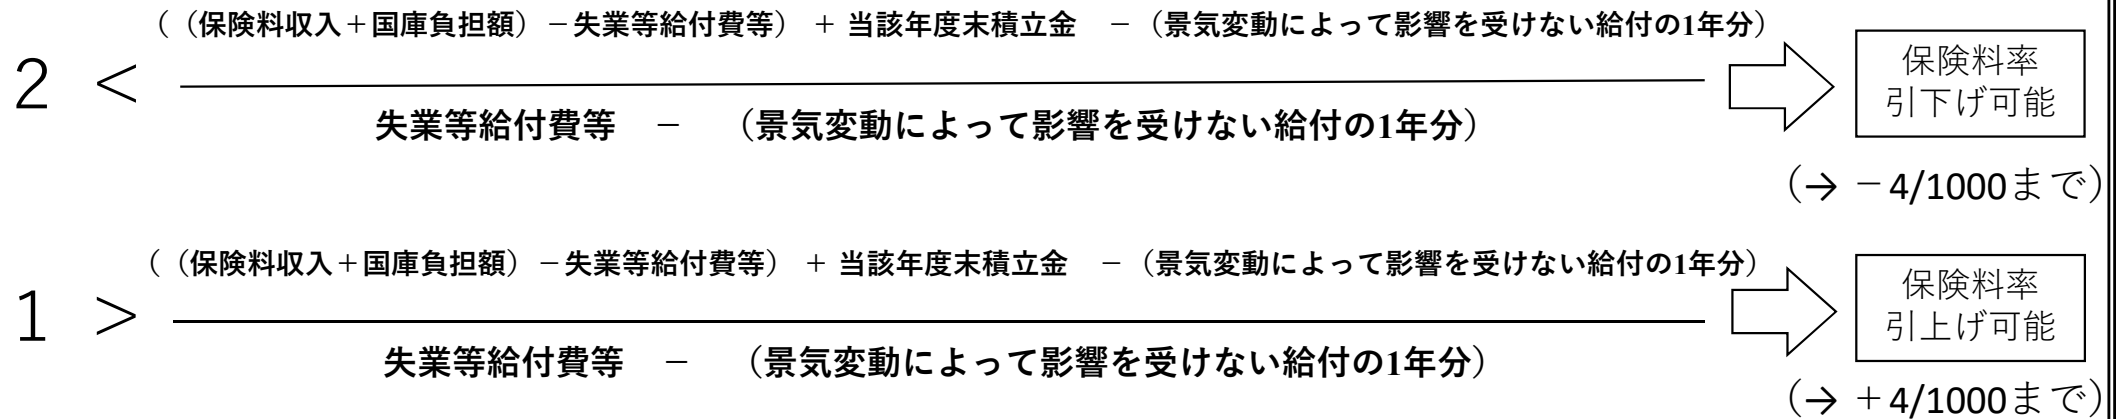 （（保険料収入＋国庫負担額）－失業等給付費等）＋当該年度末積立金　－（景気変動によって影響を受けない給付の1年分）
2 ＜
失業等給付費等　－　（景気変動によって影響を受けない給付の1年分）
保険料率
引下げ可能
（→ －4/1000まで）
（（保険料収入＋国庫負担額）－失業等給付費等）＋当該年度末積立金　－（景気変動によって影響を受けない給付の1年分）
1 ＞
失業等給付費等　－　（景気変動によって影響を受けない給付の1年分）
保険料率
引上げ可能
（→ ＋4/1000まで）